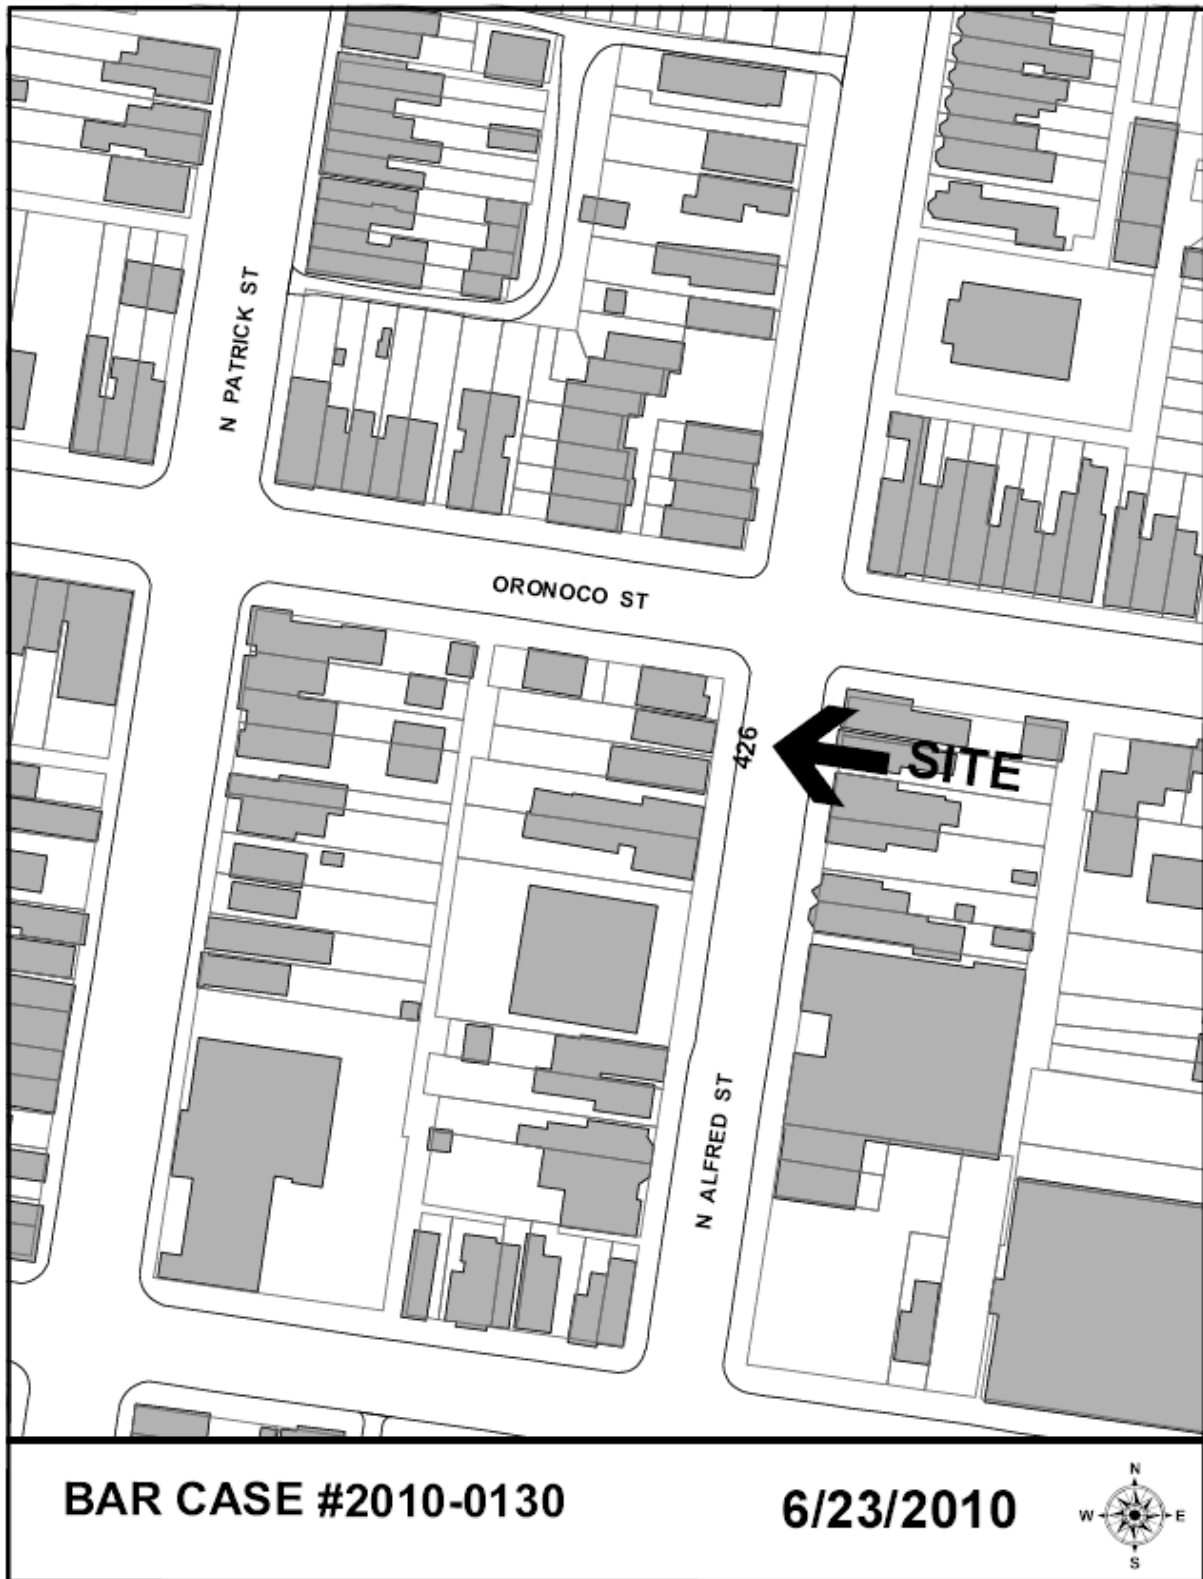 N PATRICK ST
ORONOCO ST
426
SITE
N ALFRED ST
BAR CASE #2010-0130
6/23/2010
N
W E
S